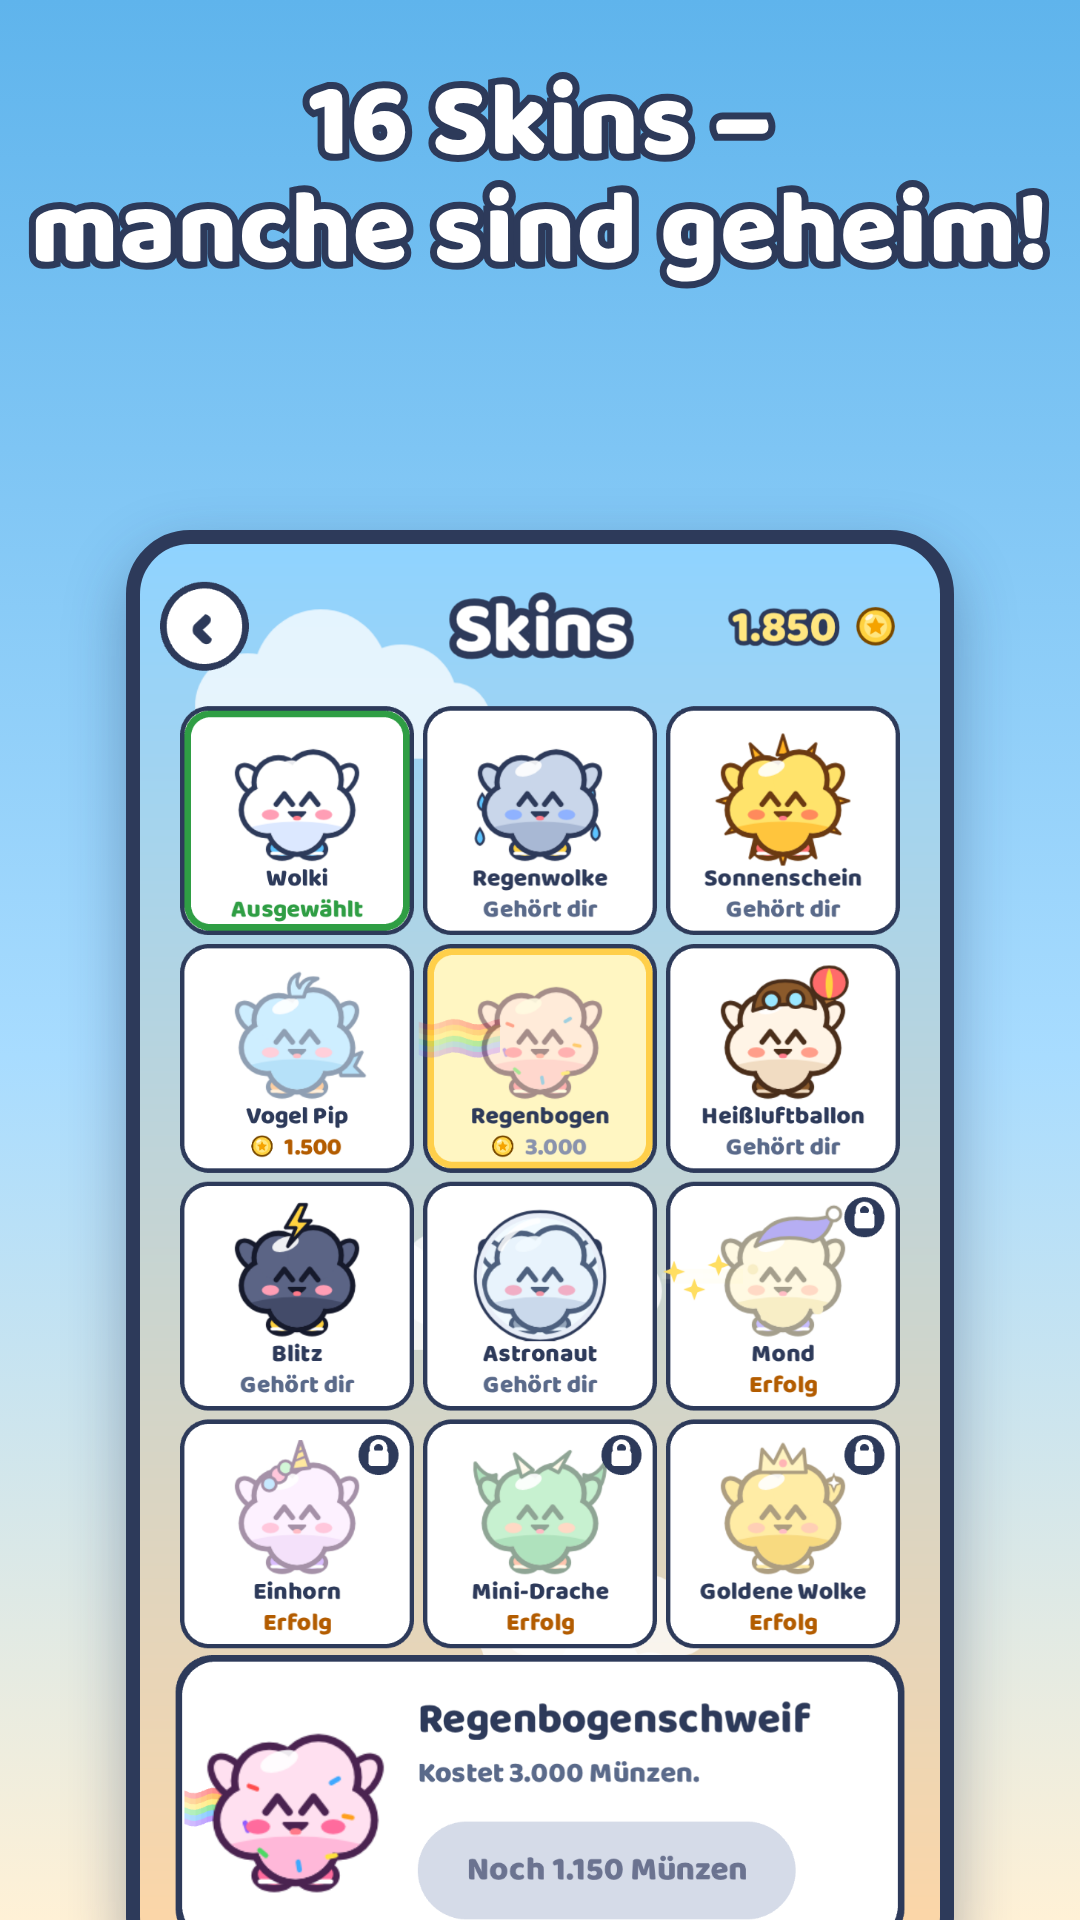 16 Skins –
manche sind geheim!
Skins
1.850
Wolki
Ausgewählt
Regenwolke
Gehört dir
Sonnenschein
Gehört dir
Vogel Pip
1.500
Regenbogen
3.000
Heißluftballon
Gehört dir
Blitz
Gehört dir
Astronaut
Gehört dir
Mond
Erfolg
Einhorn
Erfolg
Mini-Drache
Erfolg
Goldene Wolke
Erfolg
Regenbogenschweif
Kostet 3.000 Münzen.
Noch 1.150 Münzen